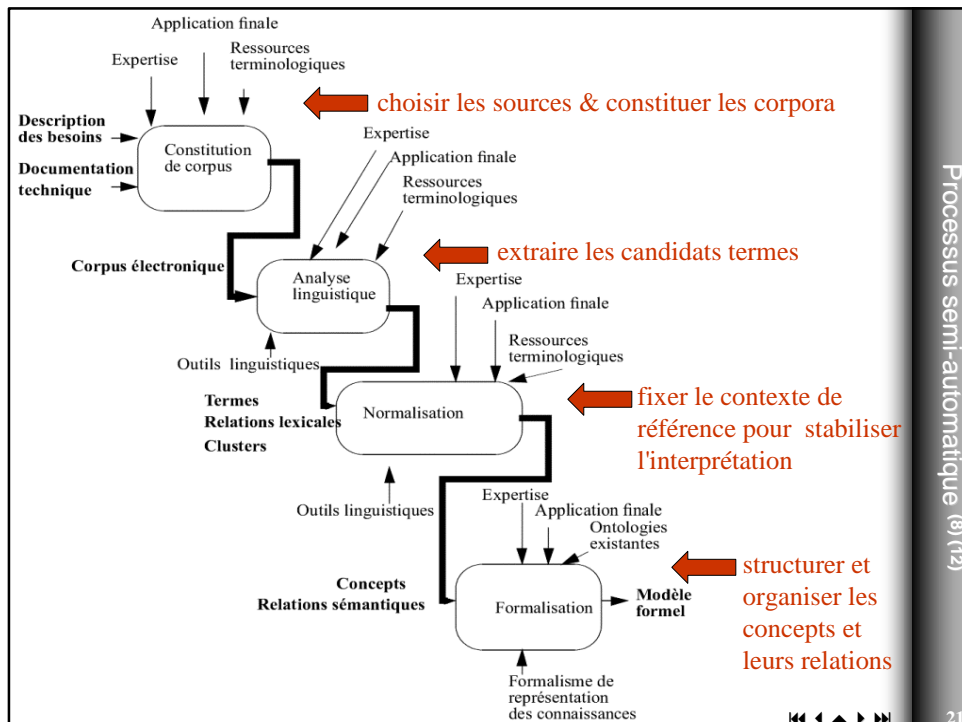 Application finale
Expertise
Ressources
terminologiques
choisir les sources & constituer les corpora
Description
des besoins
Documentation
technique
Constitution
de corpus
Expertise
Application finale
Ressources
terminologiques
Corpus électronique
Analyse
linguistique
extraire les candidats termes
Outils linguistiques
Expertise
Application finale
Ressources
terminologiques
Termes
Relations lexicales
Clusters
Normalisation
fixer le contexte de
référence pour stabiliser
l'interprétation
Outils linguistiques
Expertise
Application finale
Ontologies
existantes
Concepts
Relations sémantiques
Formalisation
Modèle
formel
structurer et
organiser les
concepts et
leurs relations
Formalisme de
représentation
des connaissances
Processus semi-automatique (8) (12)
21